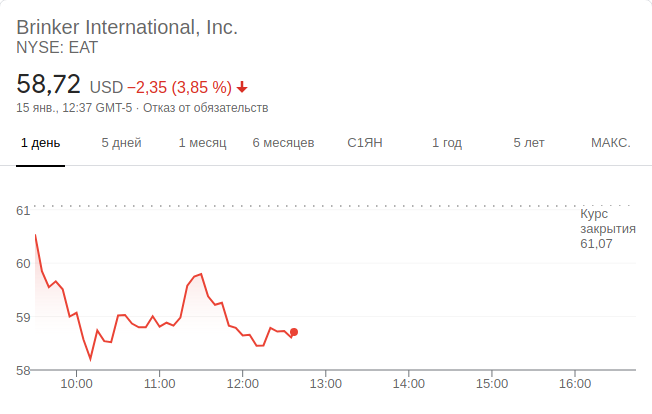 Brinker International, Inc.
NYSE: EAT
58,72 USD −2,35 (3,85 %)
15 янв., 12:37 GMT-5 · Отказ от обязательств
1 день 5 дней 1 месяц 6 месяцев С1ЯН 1 год 5 лет МАКС.
61
Курс
закрытия
61,07
60
59
58
10:00 11:00 12:00 13:00 14:00 15:00 16:00